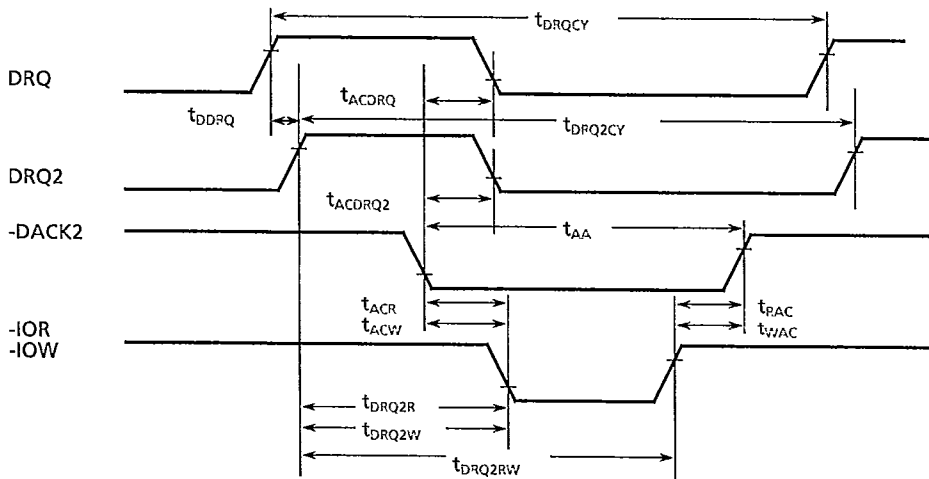 tDRQCY
DRQ
tACDRQ
tDDRQ
tDRQ2CY
DRQ2
tACDRQ2
-DACK2
tAA
tACR
tRAC
-IOR
tACW
tWAC
-IOW
tDRQ2R
tDRQ2W
tDRQ2RW